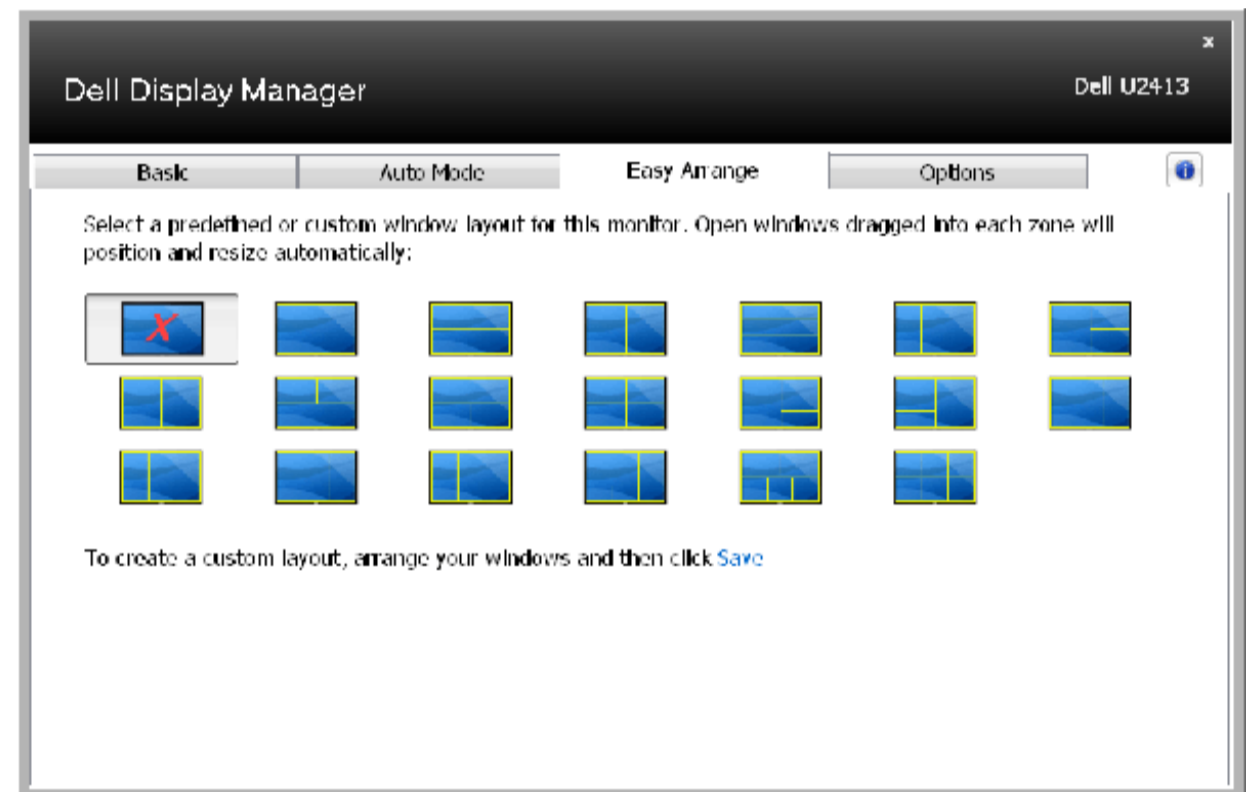 x
Dell Display Manager
Dell U2413
Basic
Auto Mode
Easy Arrange
Options
Select a predefined or custom window layout for this monitor. Open windows dragged into each zone will
position and resize automatically:
To create a custom layout, arrange your windows and then click Save